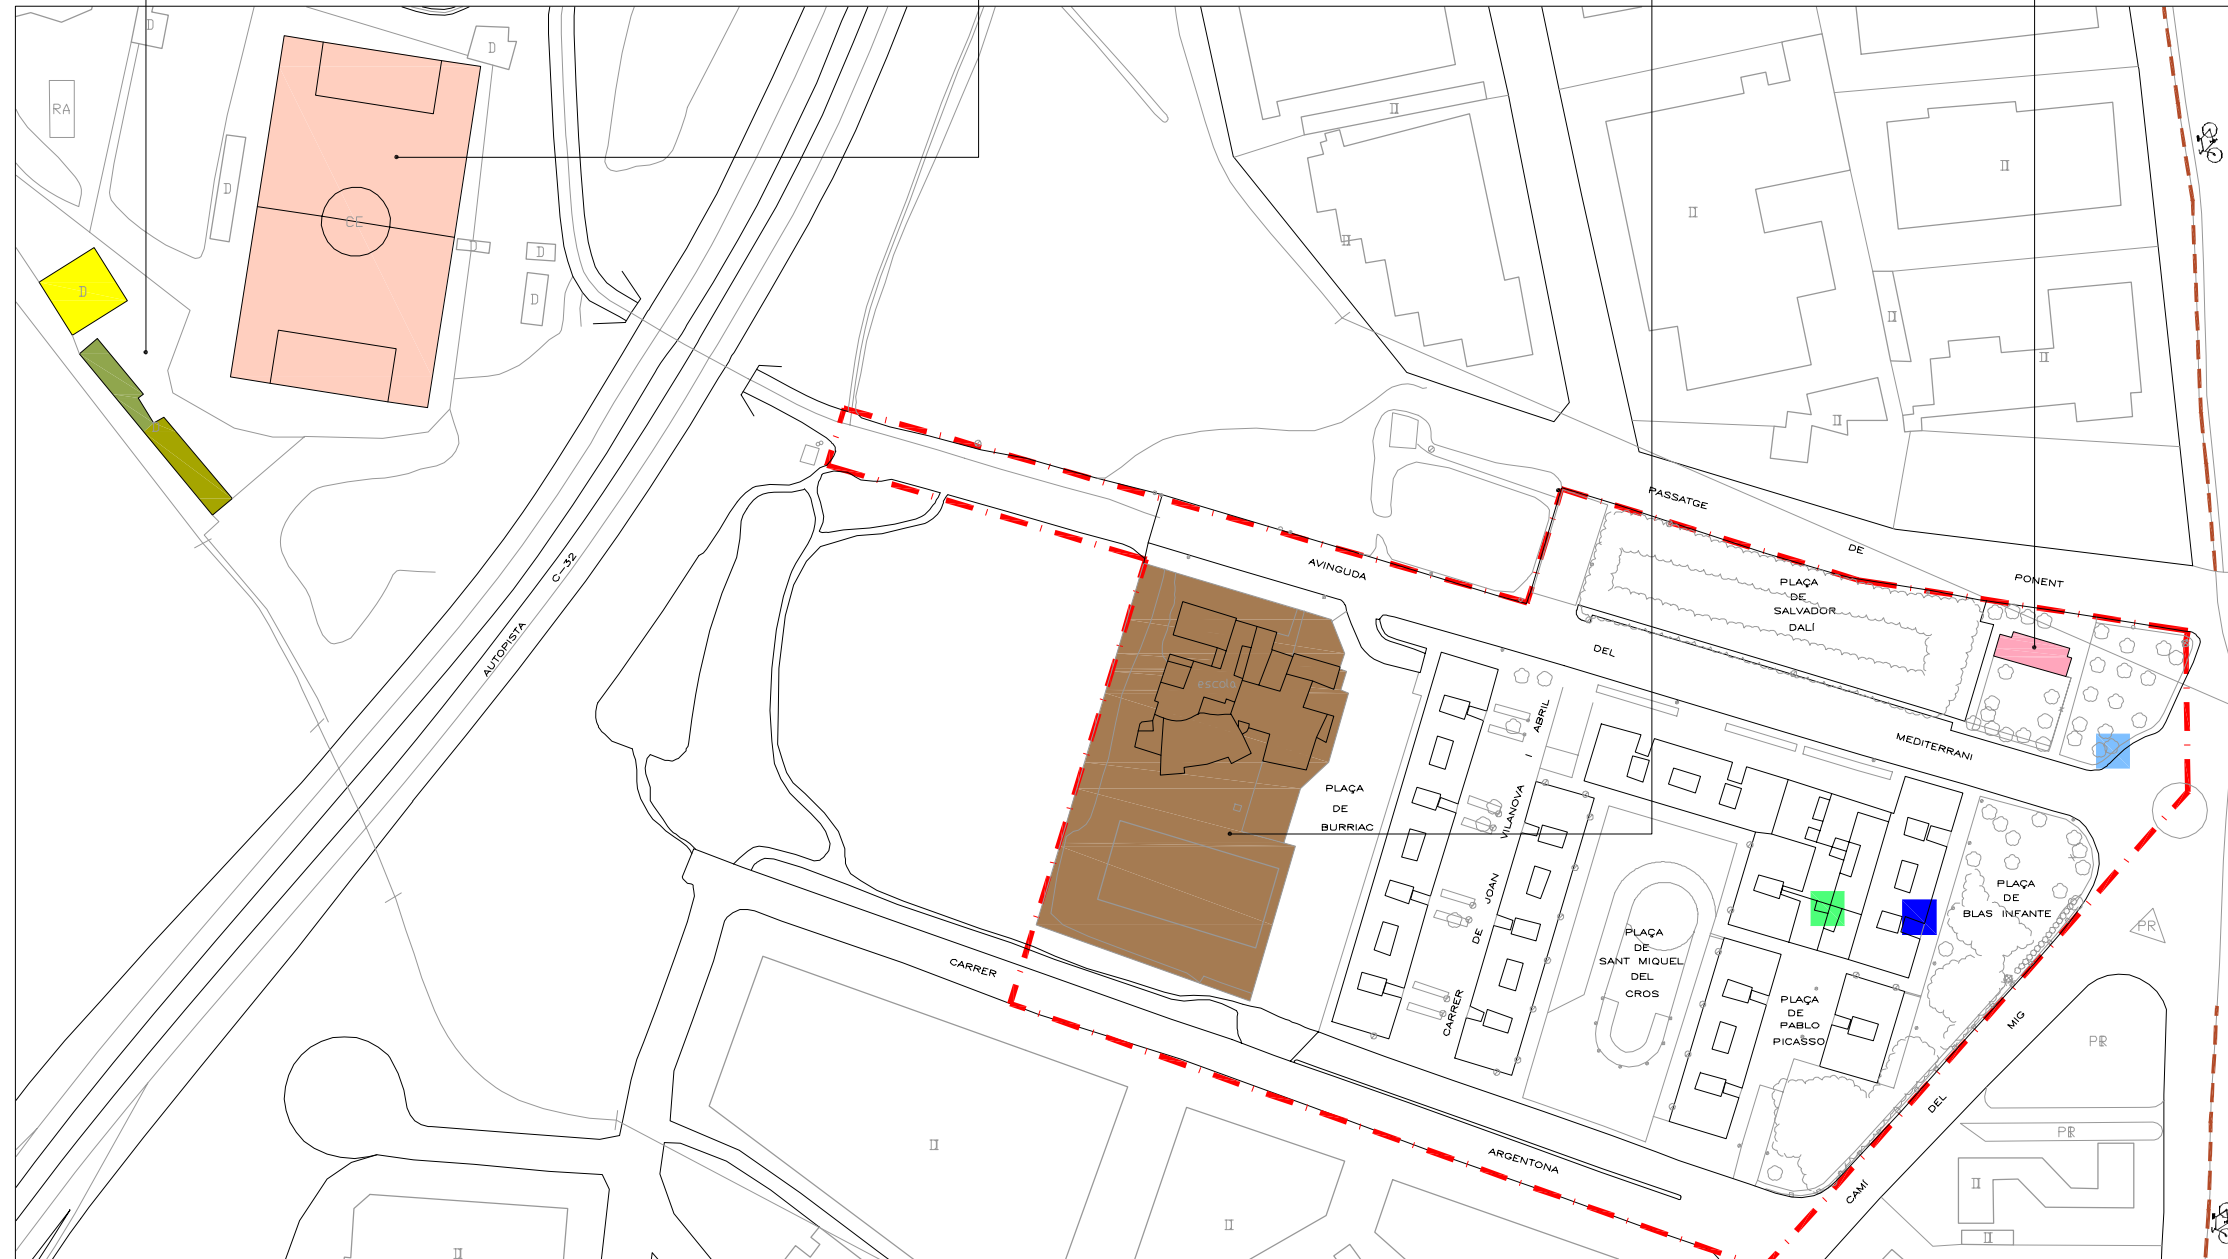 D
D
RA
II
II
II
D
CE
II
D
D
II
D
D
II
II
II
PASSATGE
DE
PONENT
AVINGUDA
DEL
MEDITERRANI
PLAÇA
DE
SALVADOR
DALÍ
AUTOPISTA C-32
escola
PLAÇA
DE
BURRIAC
CARRER DE JOAN VILANOVA I ABRIL
PLAÇA
DE
SANT MIQUEL
DEL
CROS
PLAÇA
DE
BLAS INFANTE
PLAÇA
DE
PABLO
PICASSO
PR
PR
PR
CARRER
ARGENTONA
CAMÍ DEL MIG
II
II
II
II
II